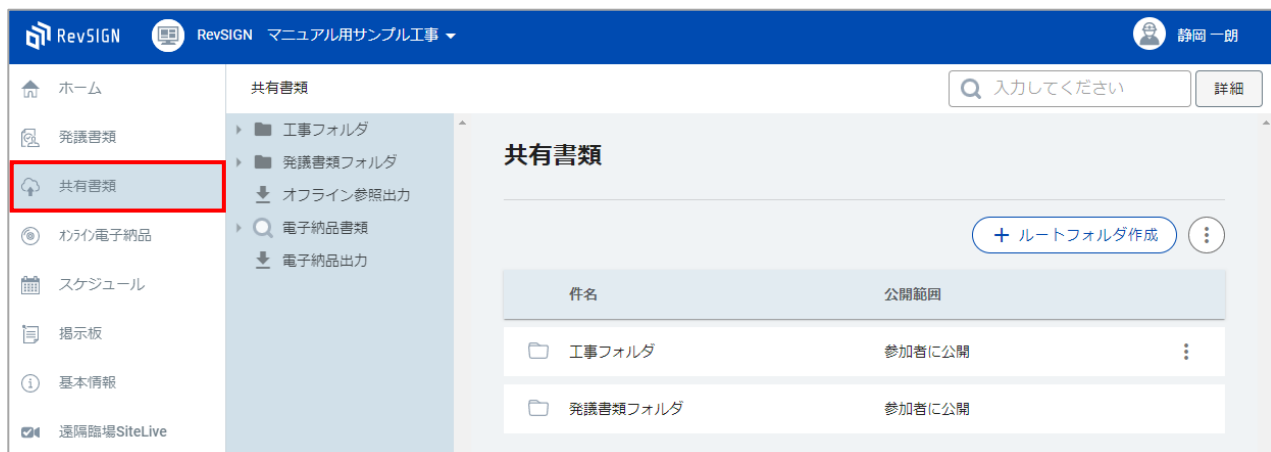 RevSIGN RevSIGN マニュアル用サンプル工事 静岡 一朗
ホーム
発議書類
共有書類
オンライン電子納品
スケジュール
掲示板
基本情報
遠隔臨場SiteLive
共有書類
入力してください 詳細
工事フォルダ
発議書類フォルダ
オフライン参照出力
電子納品書類
電子納品出力
共有書類
+ ルートフォルダ作成
件名 公開範囲
工事フォルダ 参加者に公開
発議書類フォルダ 参加者に公開